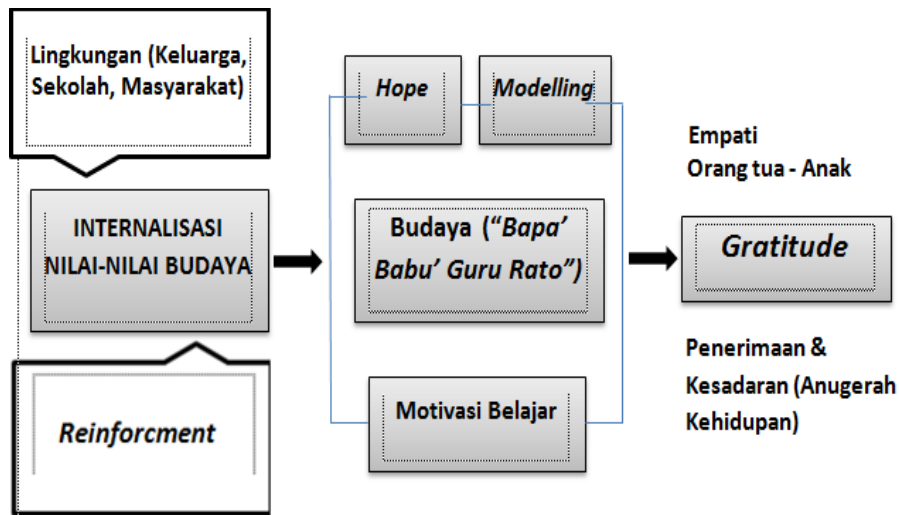 Lingkungan (Keluarga,
Sekolah, Masyarakat)
INTERNALISASI
NILAI-NILAI BUDAYA
Reinforcment
Hope
Modelling
Budaya (“Bapa’
Babu’ Guru Rato”)
Motivasi Belajar
Empati
Orang tua - Anak
Gratitude
Penerimaan &
Kesadaran (Anugerah
Kehidupan)